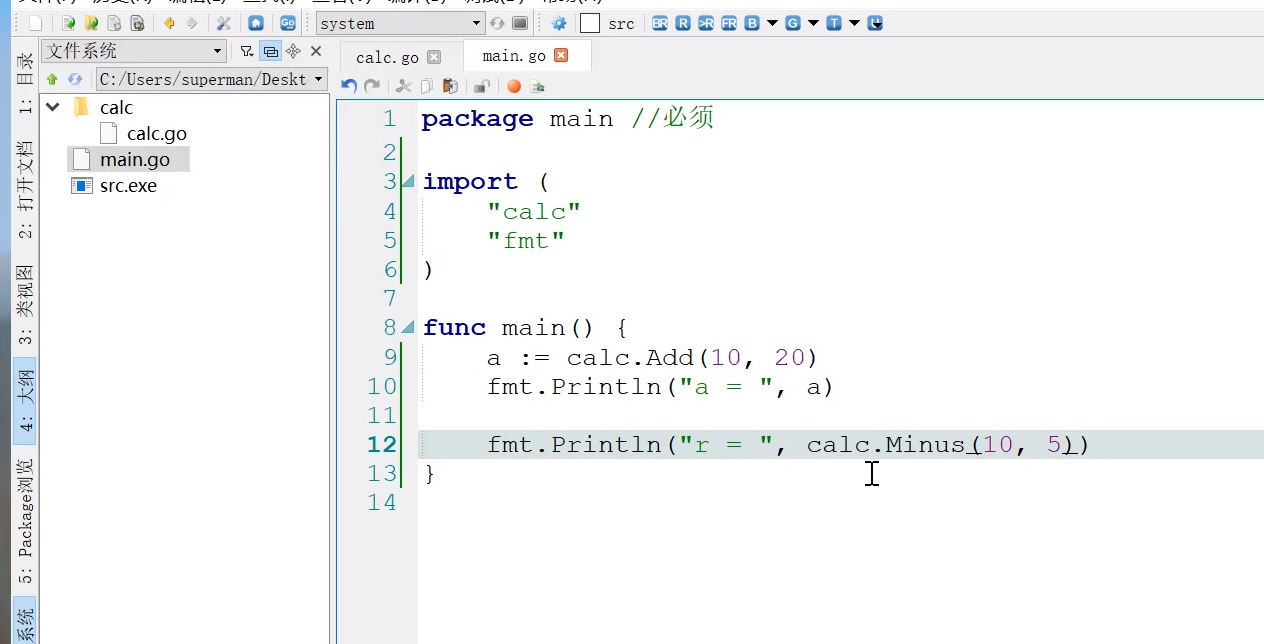 system
src
BR R >R FR B G T
文件系统
calc.go
main.go
C:/Users/superman/Deskt
calc
calc.go
main.go
src.exe
1: 目录
2: 打开文档
3: 类视图
4: 大纲
5: Package浏览
系统
1 package main //必须
2
3 import (
4 "calc"
5 "fmt"
6 )
7
8 func main() {
9 a := calc.Add(10, 20)
10 fmt.Println("a = ", a)
11
12 fmt.Println("r = ", calc.Minus(10, 5))
13 }
14